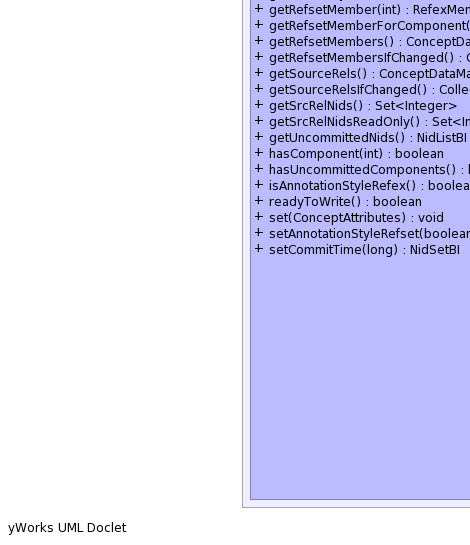 + getRefsetMember(int) : RefexMem
+ getRefsetMemberForComponent(
+ getRefsetMembers() : ConceptDa
+ getRefsetMembersIfChanged() : C
+ getSourceRels() : ConceptDataMa
+ getSourceRelsIfChanged() : Colle
+ getSrcRelNids() : Set<Integer>
+ getSrcRelNidsReadOnly() : Set<In
+ getUncommittedNids() : NidListBI
+ hasComponent(int) : boolean
+ hasUncommittedComponents() : b
+ isAnnotationStyleRefex() : boolea
+ readyToWrite() : boolean
+ set(ConceptAttributes) : void
+ setAnnotationStyleRefset(boolean
+ setCommitTime(long) : NidSetBI
yWorks UML Doclet